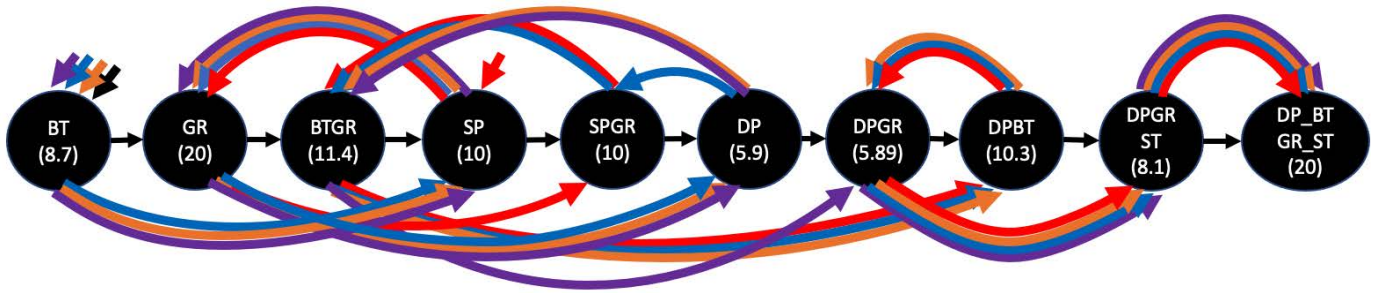 BT
(8.7)
GR
(20)
BTGR
(11.4)
SP
(10)
SPGR
(10)
DP
(5.9)
DPGR
(5.89)
DPBT
(10.3)
DPGR
ST
(8.1)
DP_BT
GR_ST
(20)